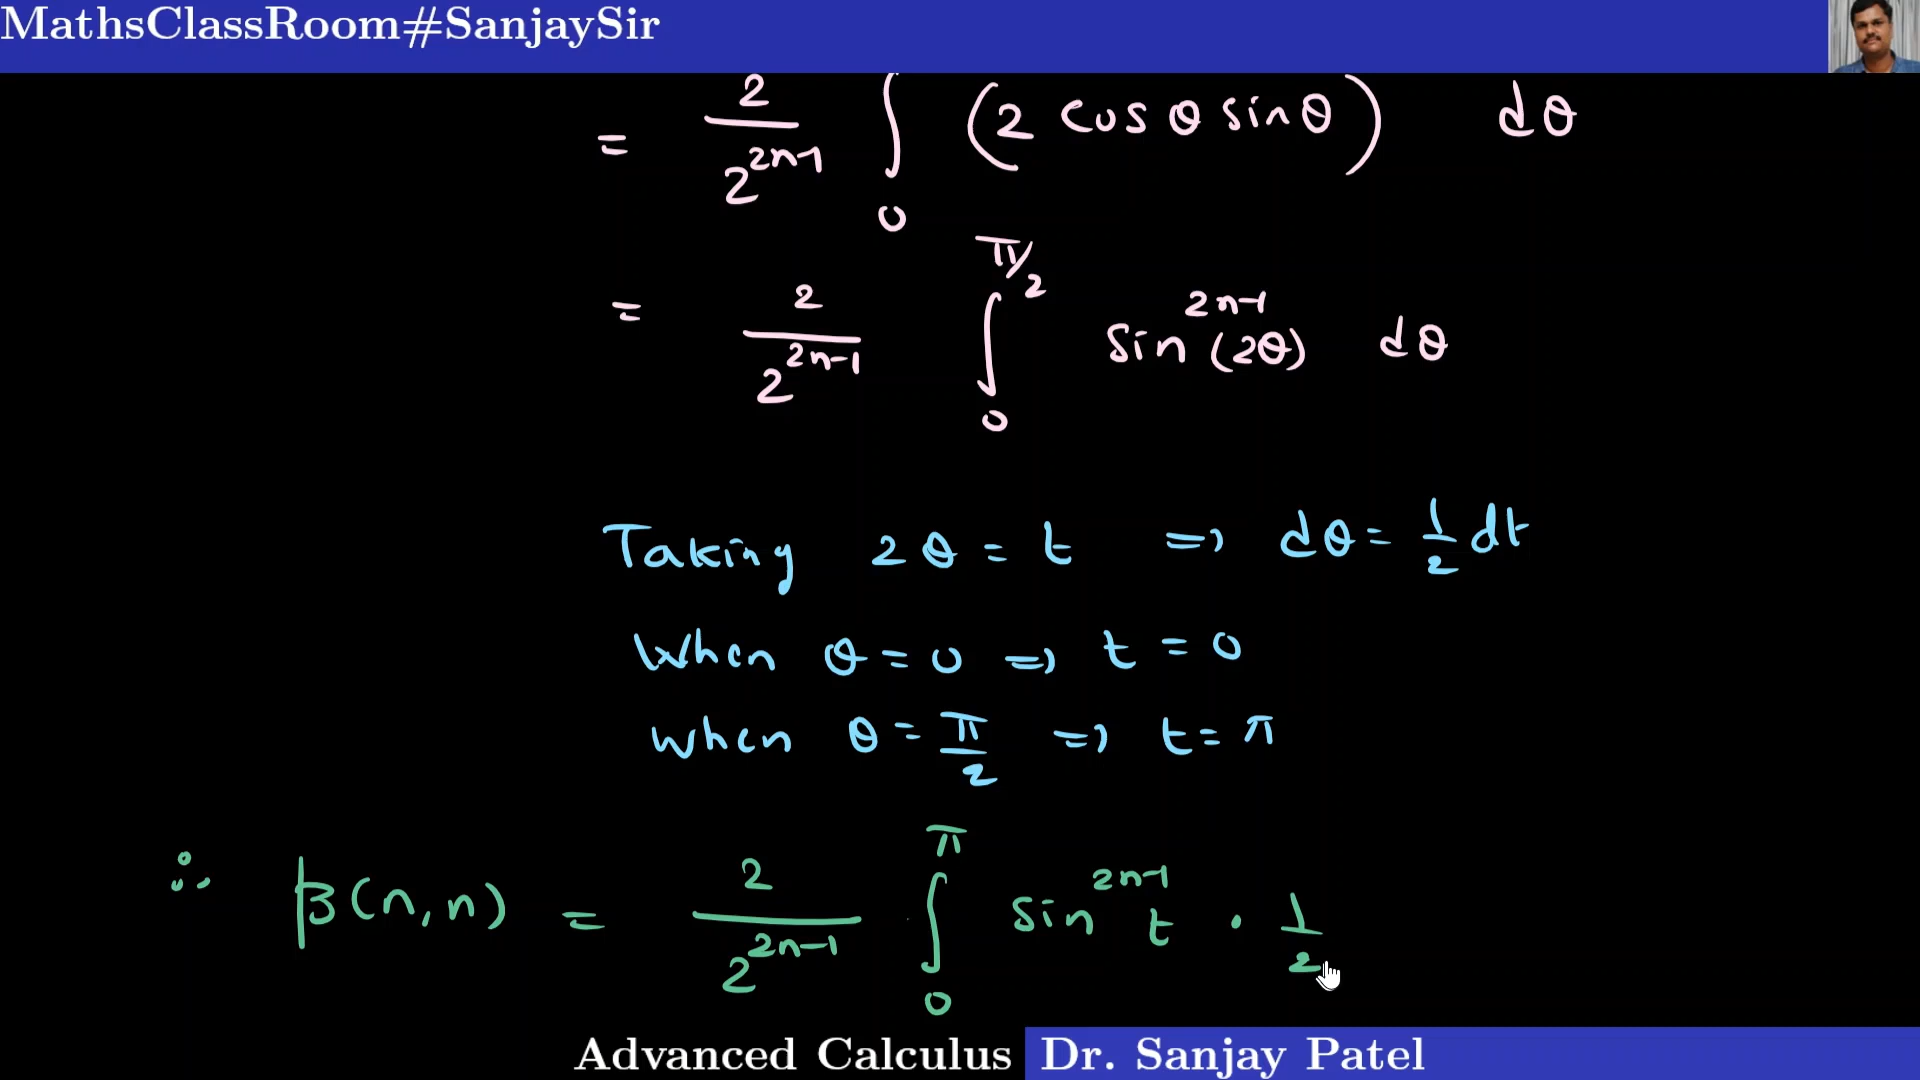 MathsClassRoom#SanjaySir
= 2/2^{2n-1} ∫_0 (2 cos θ sin θ) dθ
= 2/2^{2n-1} ∫_0^{π/2} sin^{2n-1} (2θ) dθ
Taking 2θ = t ⇒ dθ = 1/2 dt
When θ = 0 ⇒ t = 0
when θ = π/2 ⇒ t = π
∴ β(n, n) = 2/2^{2n-1} · ∫_0^π sin^{2n-1} t · 1/2
Advanced Calculus Dr. Sanjay Patel